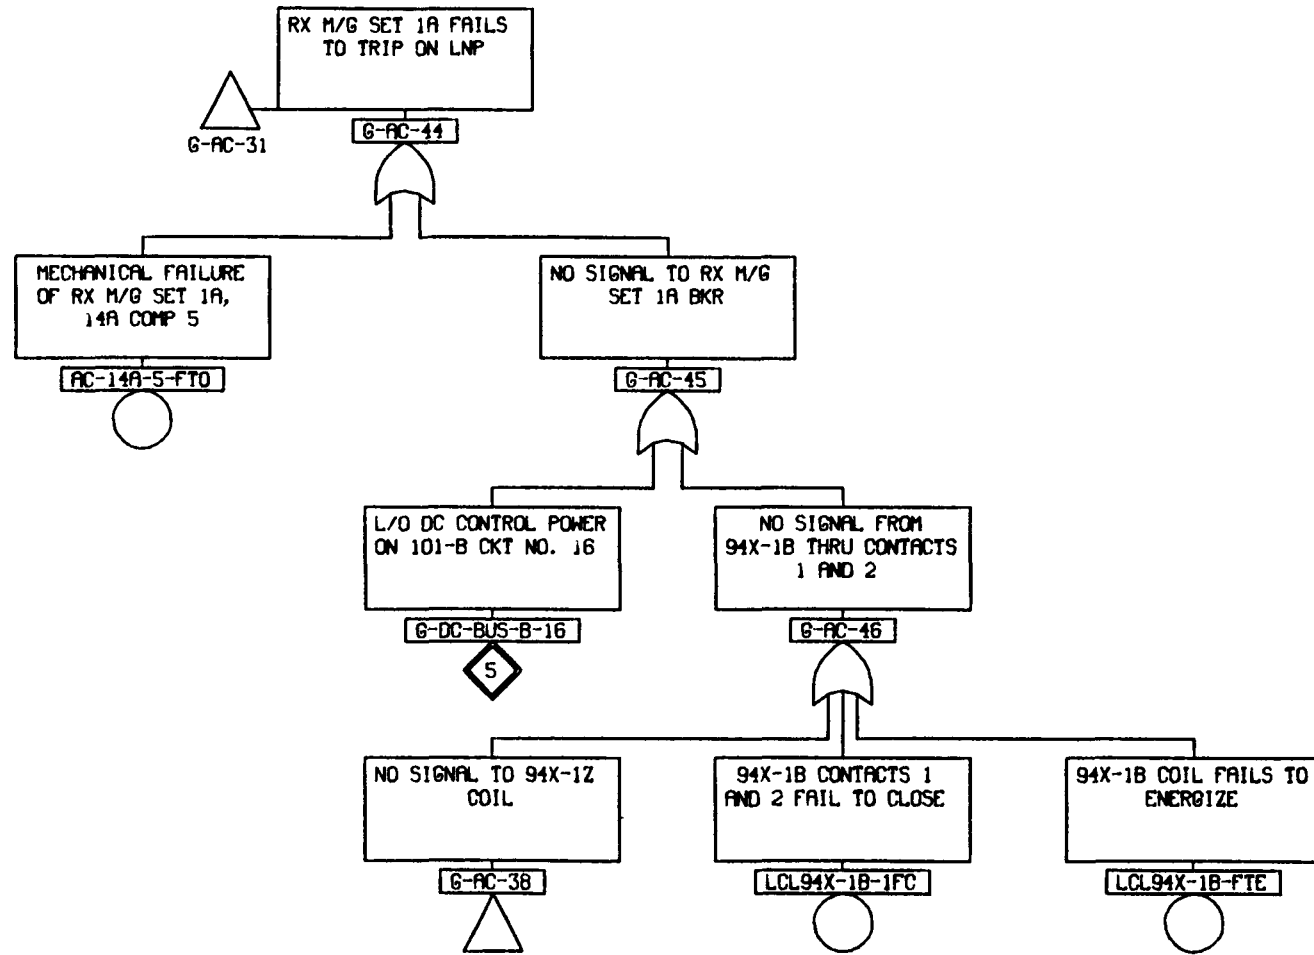 RX M/G SET 1A FAILS
TO TRIP ON LNP
G-AC-31
G-AC-44
MECHANICAL FAILURE
OF RX M/G SET 1A,
14A COMP 5
AC-14A-5-FTO
NO SIGNAL TO RX M/G
SET 1A BKR
G-AC-45
L/O DC CONTROL POWER
ON 101-B CKT NO. 16
G-DC-BUS-B-16
5
NO SIGNAL FROM
94X-1B THRU CONTACTS
1 AND 2
G-AC-46
NO SIGNAL TO 94X-1Z
COIL
G-AC-38
94X-1B CONTACTS 1
AND 2 FAIL TO CLOSE
LCL94X-1B-1FC
94X-1B COIL FAILS TO
ENERGIZE
LCL94X-1B-FTE